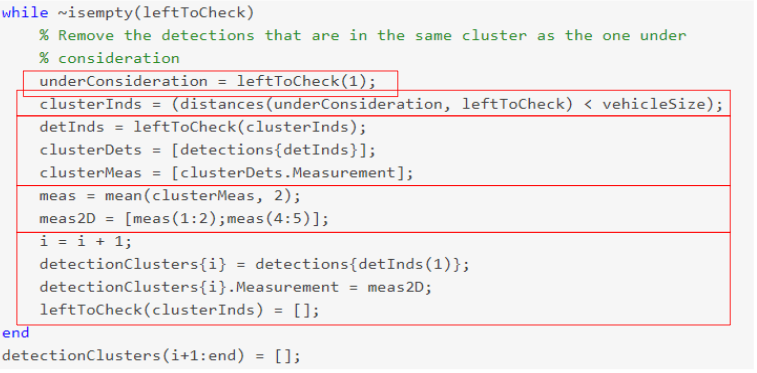 while ~isempty(leftToCheck)
% Remove the detections that are in the same cluster as the one under
% consideration
underConsideration = leftToCheck(1);
clusterInds = (distances(underConsideration, leftToCheck) < vehicleSize);
detInds = leftToCheck(clusterInds);
clusterDets = [detections{detInds}];
clusterMeas = [clusterDets.Measurement];
meas = mean(clusterMeas, 2);
meas2D = [meas(1:2);meas(4:5)];
i = i + 1;
detectionClusters{i} = detections{detInds(1)};
detectionClusters{i}.Measurement = meas2D;
leftToCheck(clusterInds) = [];
end
detectionClusters(i+1:end) = [];